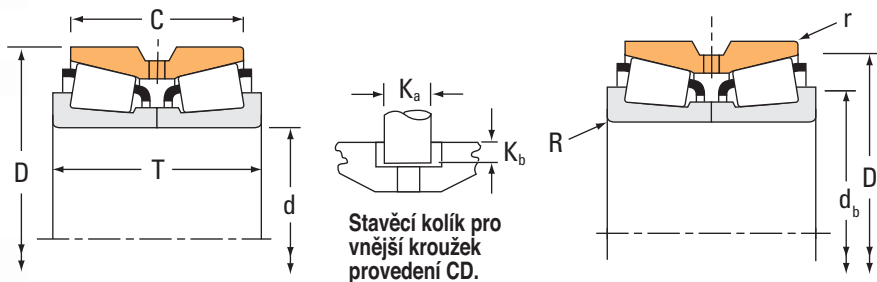 C
D
T
d
Ka
Kb
Stavěcí kolík pro
vnější kroužek
provedení CD.
r
R
db
D